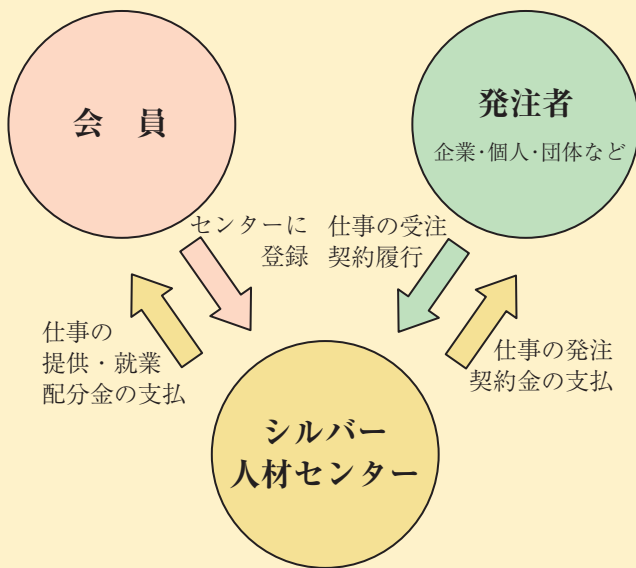 会　員
発注者
企業・個人・団体など
センターに
登録
仕事の受注
契約履行
仕事の
提供・就業
配分金の支払
仕事の発注
契約金の支払
シルバー
人材センター